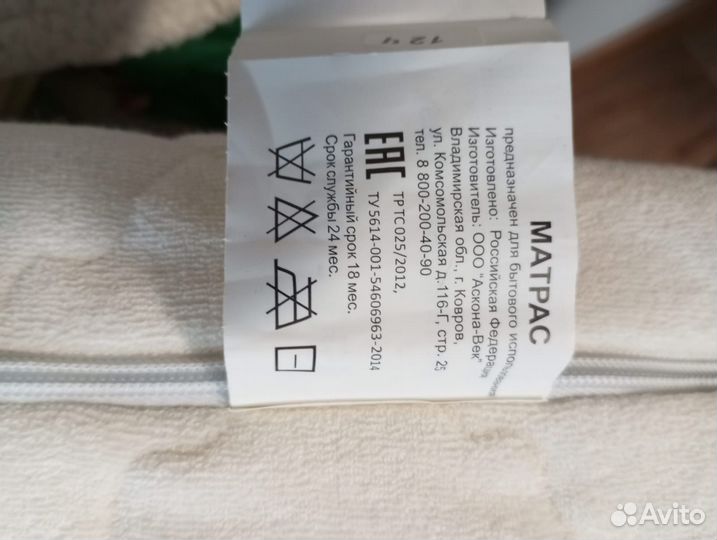 МАТРАС
предназначен для бытового использования
Изготовлено: Российская Федерация
Изготовитель: ООО "Аскона-Век"
Владимирская обл., г. Ковров,
ул. Комсомольская д.116-Г, стр. 25
тел. 8 800-200-40-90
ТР ТС 025/2012,
EAC ТУ 5614-001-54606963-2014
Гарантийный срок 18 мес.
Срок службы 24 мес.
Avito